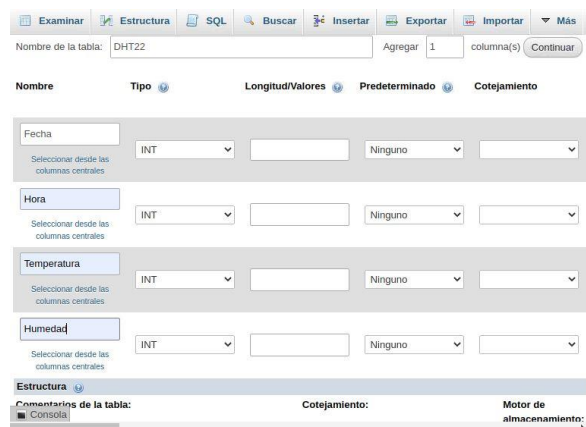 Examinar Estructura SQL Buscar Insertar Exportar Importar Más
Nombre de la tabla: DHT22 Agregar 1 columna(s) Continuar
Nombre Tipo Longitud/Valores Predeterminado Cotejamiento
Fecha
INT Ninguno
Seleccionar desde las
columnas centrales
Hora
INT Ninguno
Seleccionar desde las
columnas centrales
Temperatura
INT Ninguno
Seleccionar desde las
columnas centrales
Humedad
INT Ninguno
Seleccionar desde las
columnas centrales
Estructura
Comentarios de la tabla: Cotejamiento: Motor de
almacenamiento:
Consola